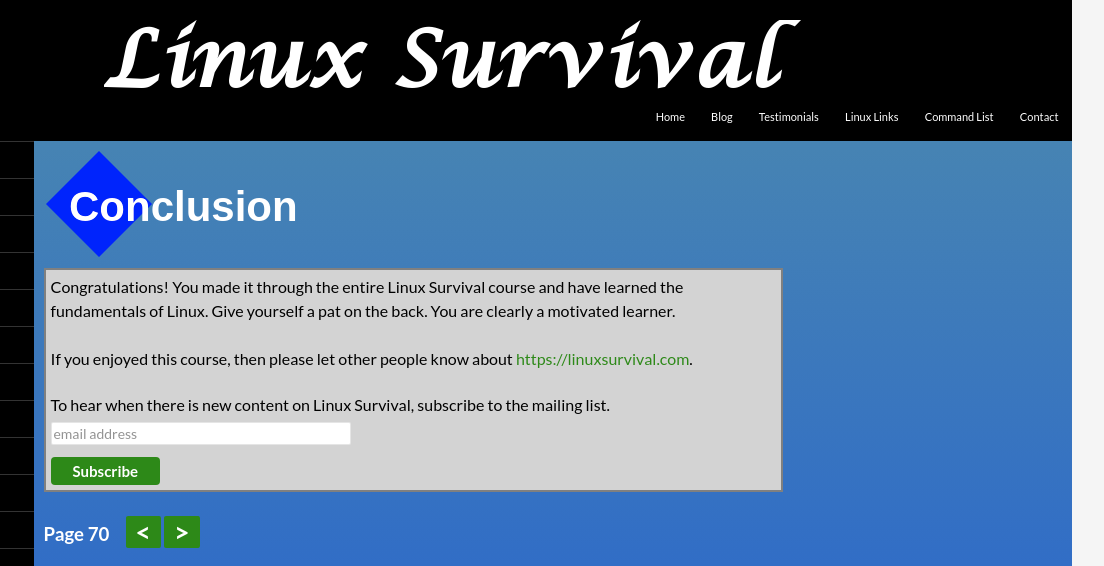 Linux Survival
Home Blog Testimonials Linux Links Command List Contact
Conclusion
Congratulations! You made it through the entire Linux Survival course and have learned the
fundamentals of Linux. Give yourself a pat on the back. You are clearly a motivated learner.
If you enjoyed this course, then please let other people know about https://linuxsurvival.com.
To hear when there is new content on Linux Survival, subscribe to the mailing list.
email address
Subscribe
Page 70 < >